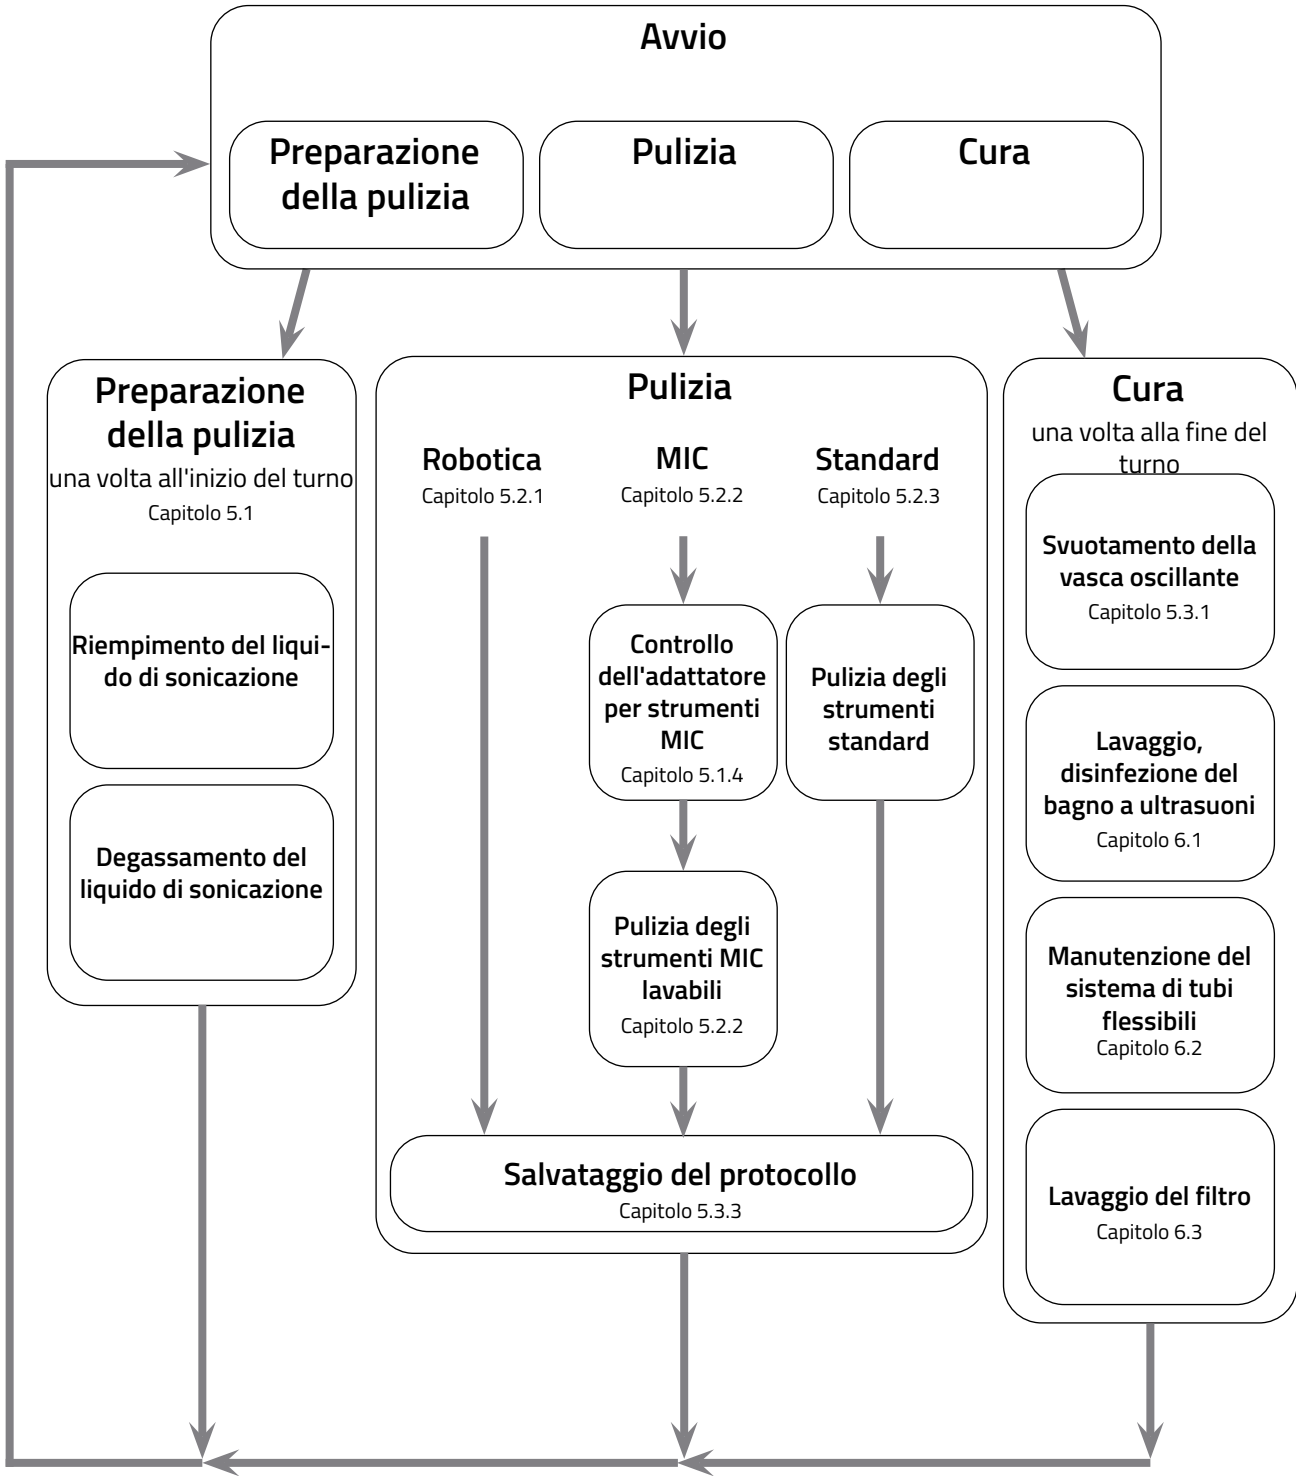 Avvio
Preparazione
della pulizia
Pulizia
Cura
Preparazione
della pulizia
una volta all'inizio del turno
Capitolo 5.1
Riempimento del liqui-
do di sonicazione
Degassamento del
liquido di sonicazione
Pulizia
Robotica
Capitolo 5.2.1
MIC
Capitolo 5.2.2
Standard
Capitolo 5.2.3
Controllo
dell'adattatore
per strumenti
MIC
Capitolo 5.1.4
Pulizia degli
strumenti
standard
Pulizia degli
strumenti MIC
lavabili
Capitolo 5.2.2
Salvataggio del protocollo
Capitolo 5.3.3
Cura
una volta alla fine del
turno
Svuotamento della
vasca oscillante
Capitolo 5.3.1
Lavaggio,
disinfezione del
bagno a ultrasuoni
Capitolo 6.1
Manutenzione del
sistema di tubi
flessibili
Capitolo 6.2
Lavaggio del filtro
Capitolo 6.3